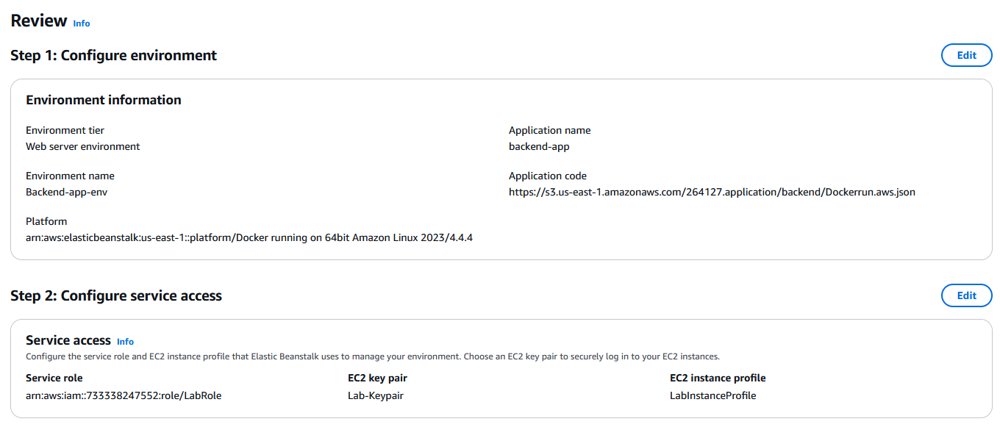 Review Info
Step 1: Configure environment
Edit
Environment information
Environment tier
Web server environment
Application name
backend-app
Environment name
Backend-app-env
Application code
https://s3.us-east-1.amazonaws.com/264127.application/backend/Dockerrun.aws.json
Platform
arn:aws:elasticbeanstalk:us-east-1::platform/Docker running on 64bit Amazon Linux 2023/4.4.4
Step 2: Configure service access
Edit
Service access Info
Configure the service role and EC2 instance profile that Elastic Beanstalk uses to manage your environment. Choose an EC2 key pair to securely log in to your EC2 instances.
Service role
arn:aws:iam::733338247552:role/LabRole
EC2 key pair
Lab-Keypair
EC2 instance profile
LabInstanceProfile